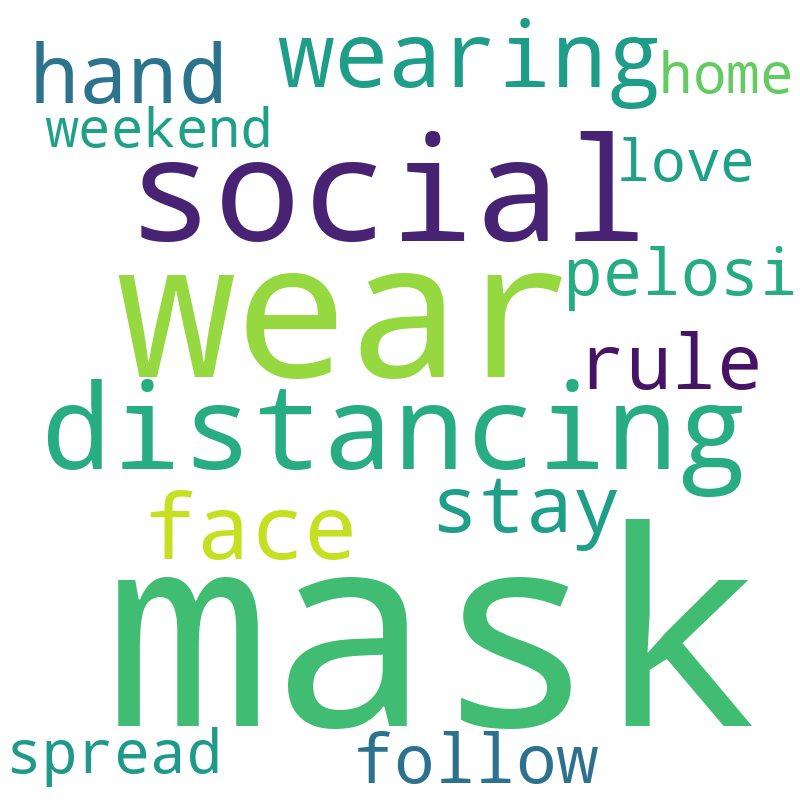 hand wearing home
weekend
social love
wear pelosi
rule
distancing
face stay
mask
spread follow